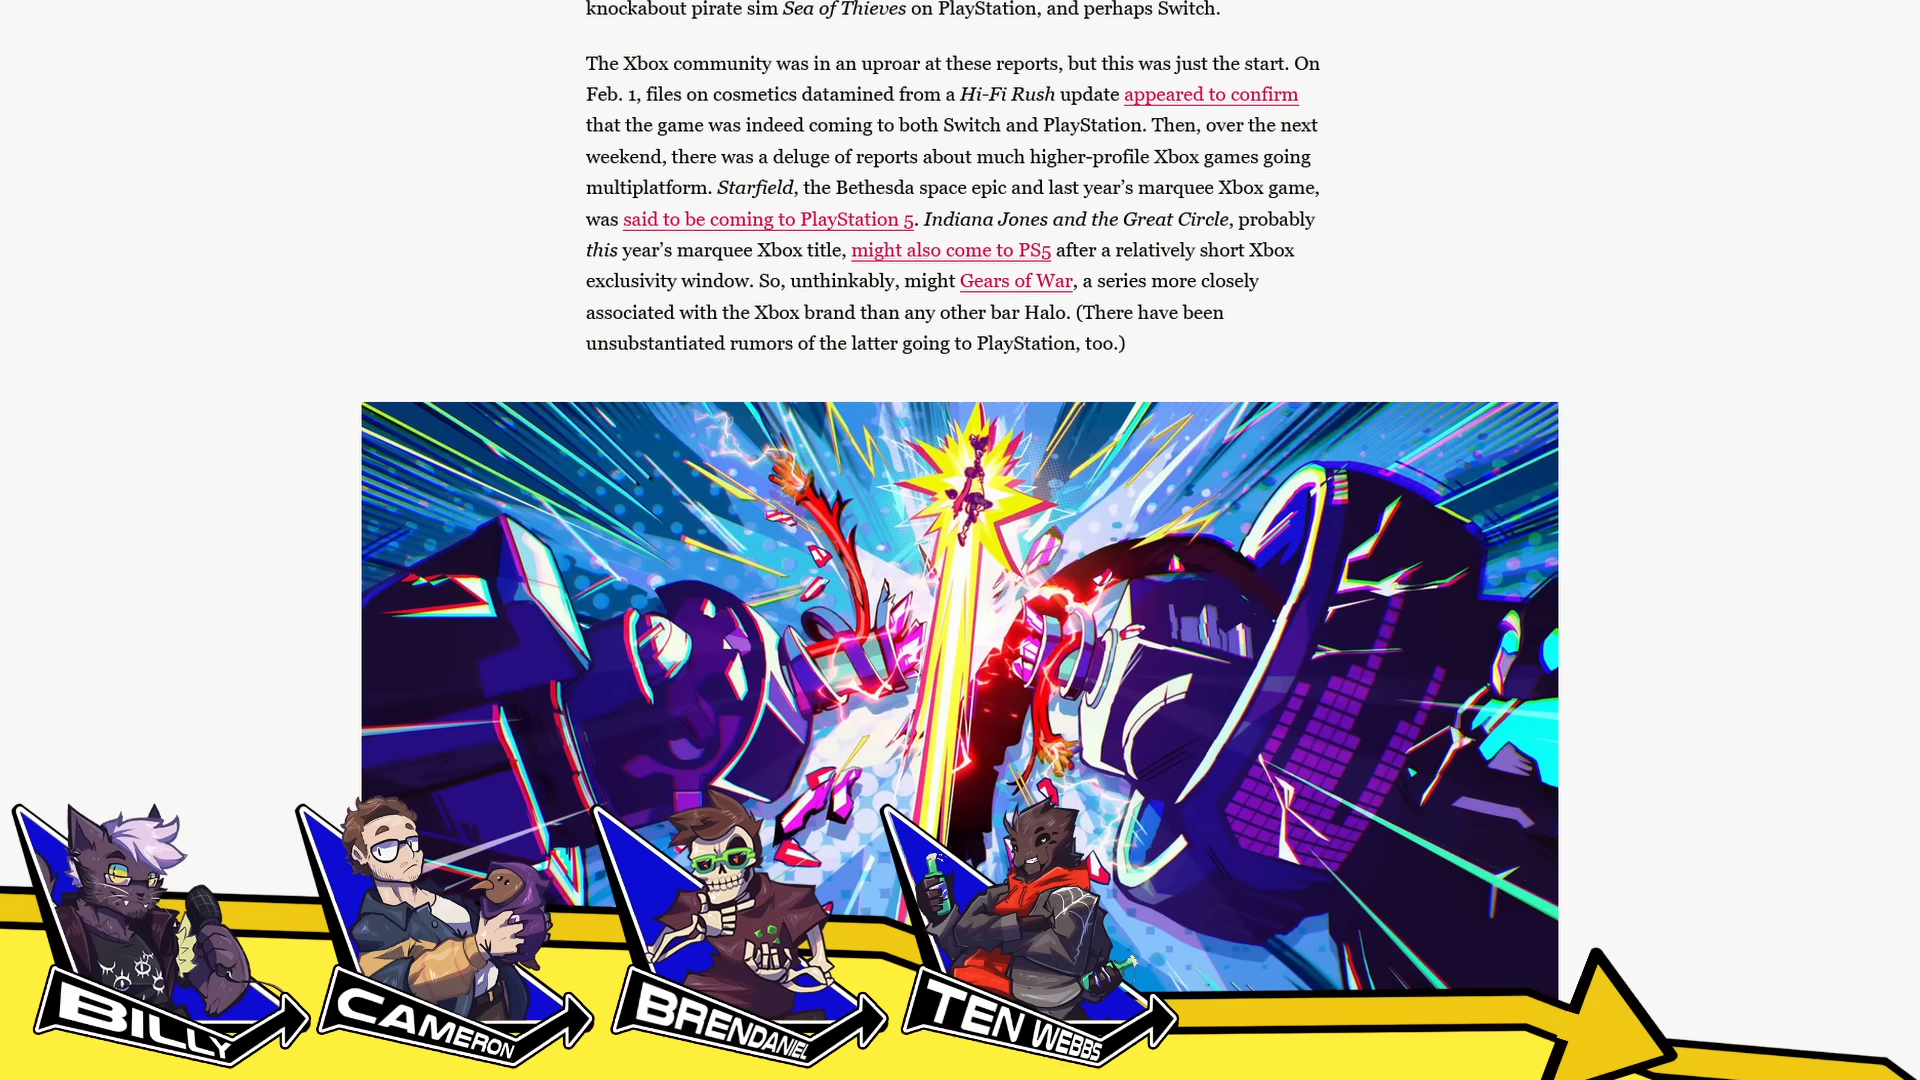 knockabout pirate sim Sea of Thieves on PlayStation, and perhaps Switch.
The Xbox community was in an uproar at these reports, but this was just the start. On
Feb. 1, files on cosmetics datamined from a Hi-Fi Rush update appeared to confirm
that the game was indeed coming to both Switch and PlayStation. Then, over the next
weekend, there was a deluge of reports about much higher-profile Xbox games going
multiplatform. Starfield, the Bethesda space epic and last year’s marquee Xbox game,
was said to be coming to PlayStation 5. Indiana Jones and the Great Circle, probably
this year’s marquee Xbox title, might also come to PS5 after a relatively short Xbox
exclusivity window. So, unthinkably, might Gears of War, a series more closely
associated with the Xbox brand than any other bar Halo. (There have been
unsubstantiated rumors of the latter going to PlayStation, too.)
BILLY
CAMERON
BRENDANIEL
TEN WEBBS